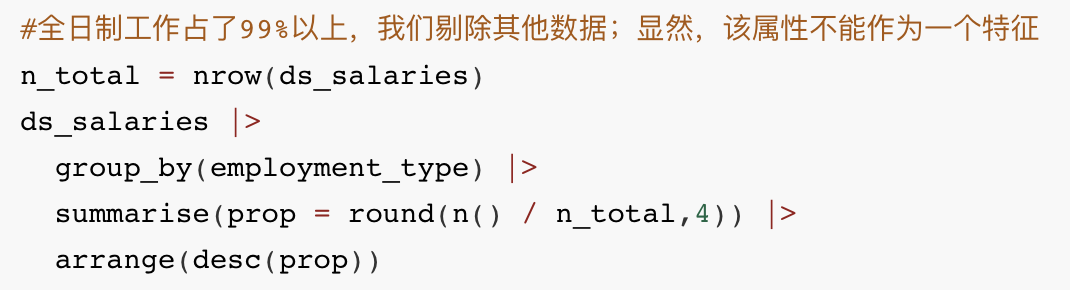 #全日制工作占了99%以上，我们剔除其他数据；显然，该属性不能作为一个特征
n_total = nrow(ds_salaries)
ds_salaries |>
  group_by(employment_type) |>
  summarise(prop = round(n() / n_total,4)) |>
  arrange(desc(prop))